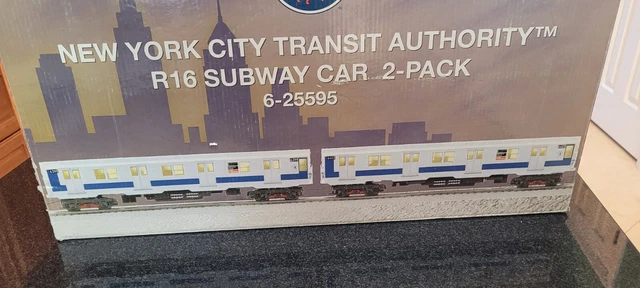 NEW YORK CITY TRANSIT AUTHORITY™
R16 SUBWAY CAR 2-PACK
6-25595